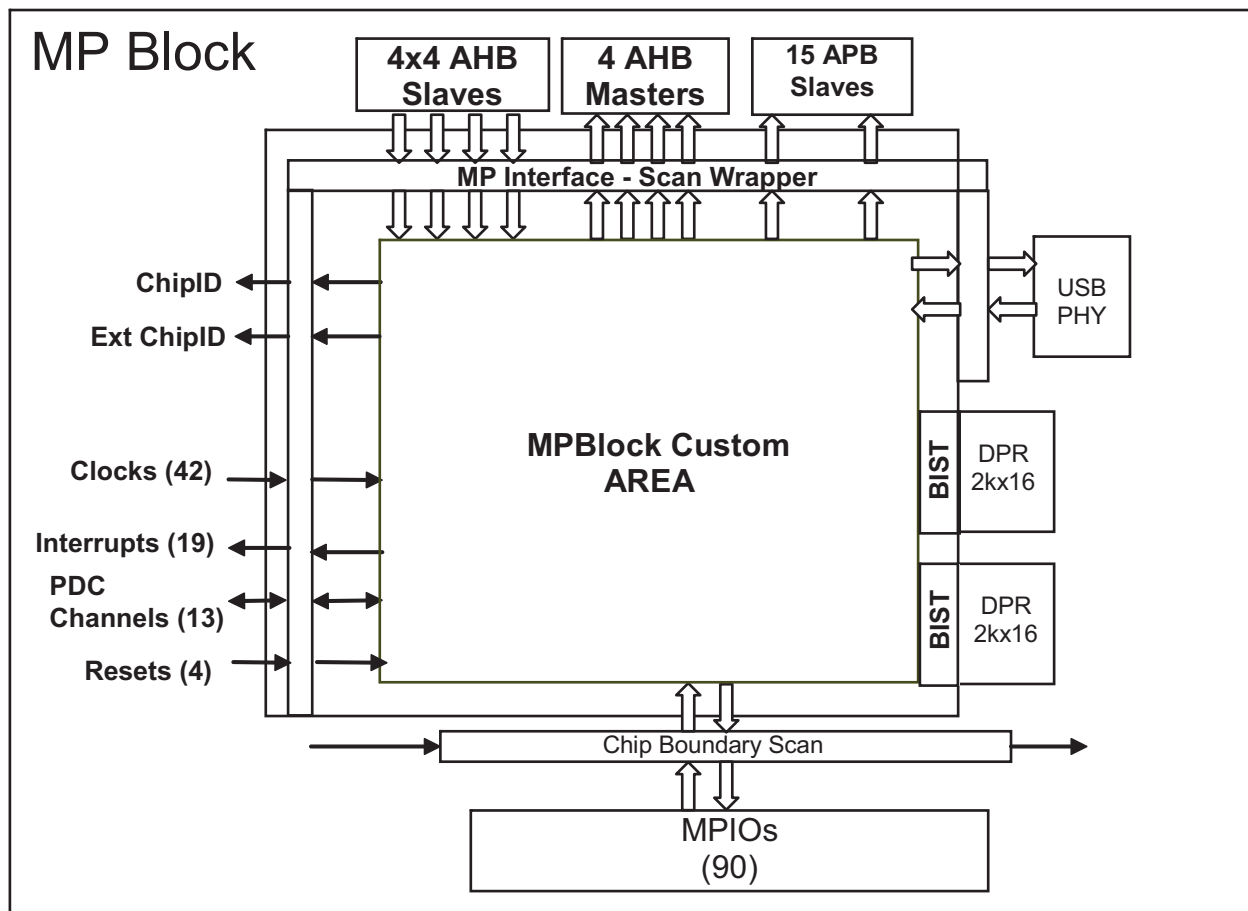 MP Block
4x4 AHB
Slaves
4 AHB
Masters
15 APB
Slaves
MP Interface - Scan Wrapper
ChipID
Ext ChipID
USB
PHY
MPBlock Custom
AREA
Clocks (42)
BIST
DPR
2kx16
Interrupts (19)
PDC
Channels (13)
BIST
DPR
2kx16
Resets (4)
Chip Boundary Scan
MPIOs
(90)